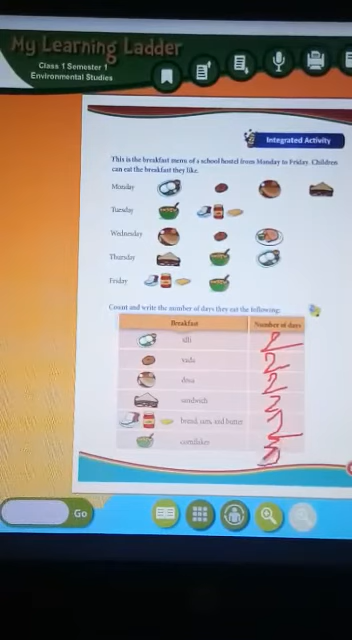 My Learning Ladder
Class 1 Semester 1
Environmental Studies
Integrated Activity
This is the breakfast menu of a school hostel from Monday to Friday. Children
can eat the breakfast they like.
Monday
Tuesday
Wednesday
Thursday
Friday
Count and write the number of days they eat the following:
Breakfast Number of days
idli
vada
dosa
sandwich
bread, jam, and butter
cornflakes
Go